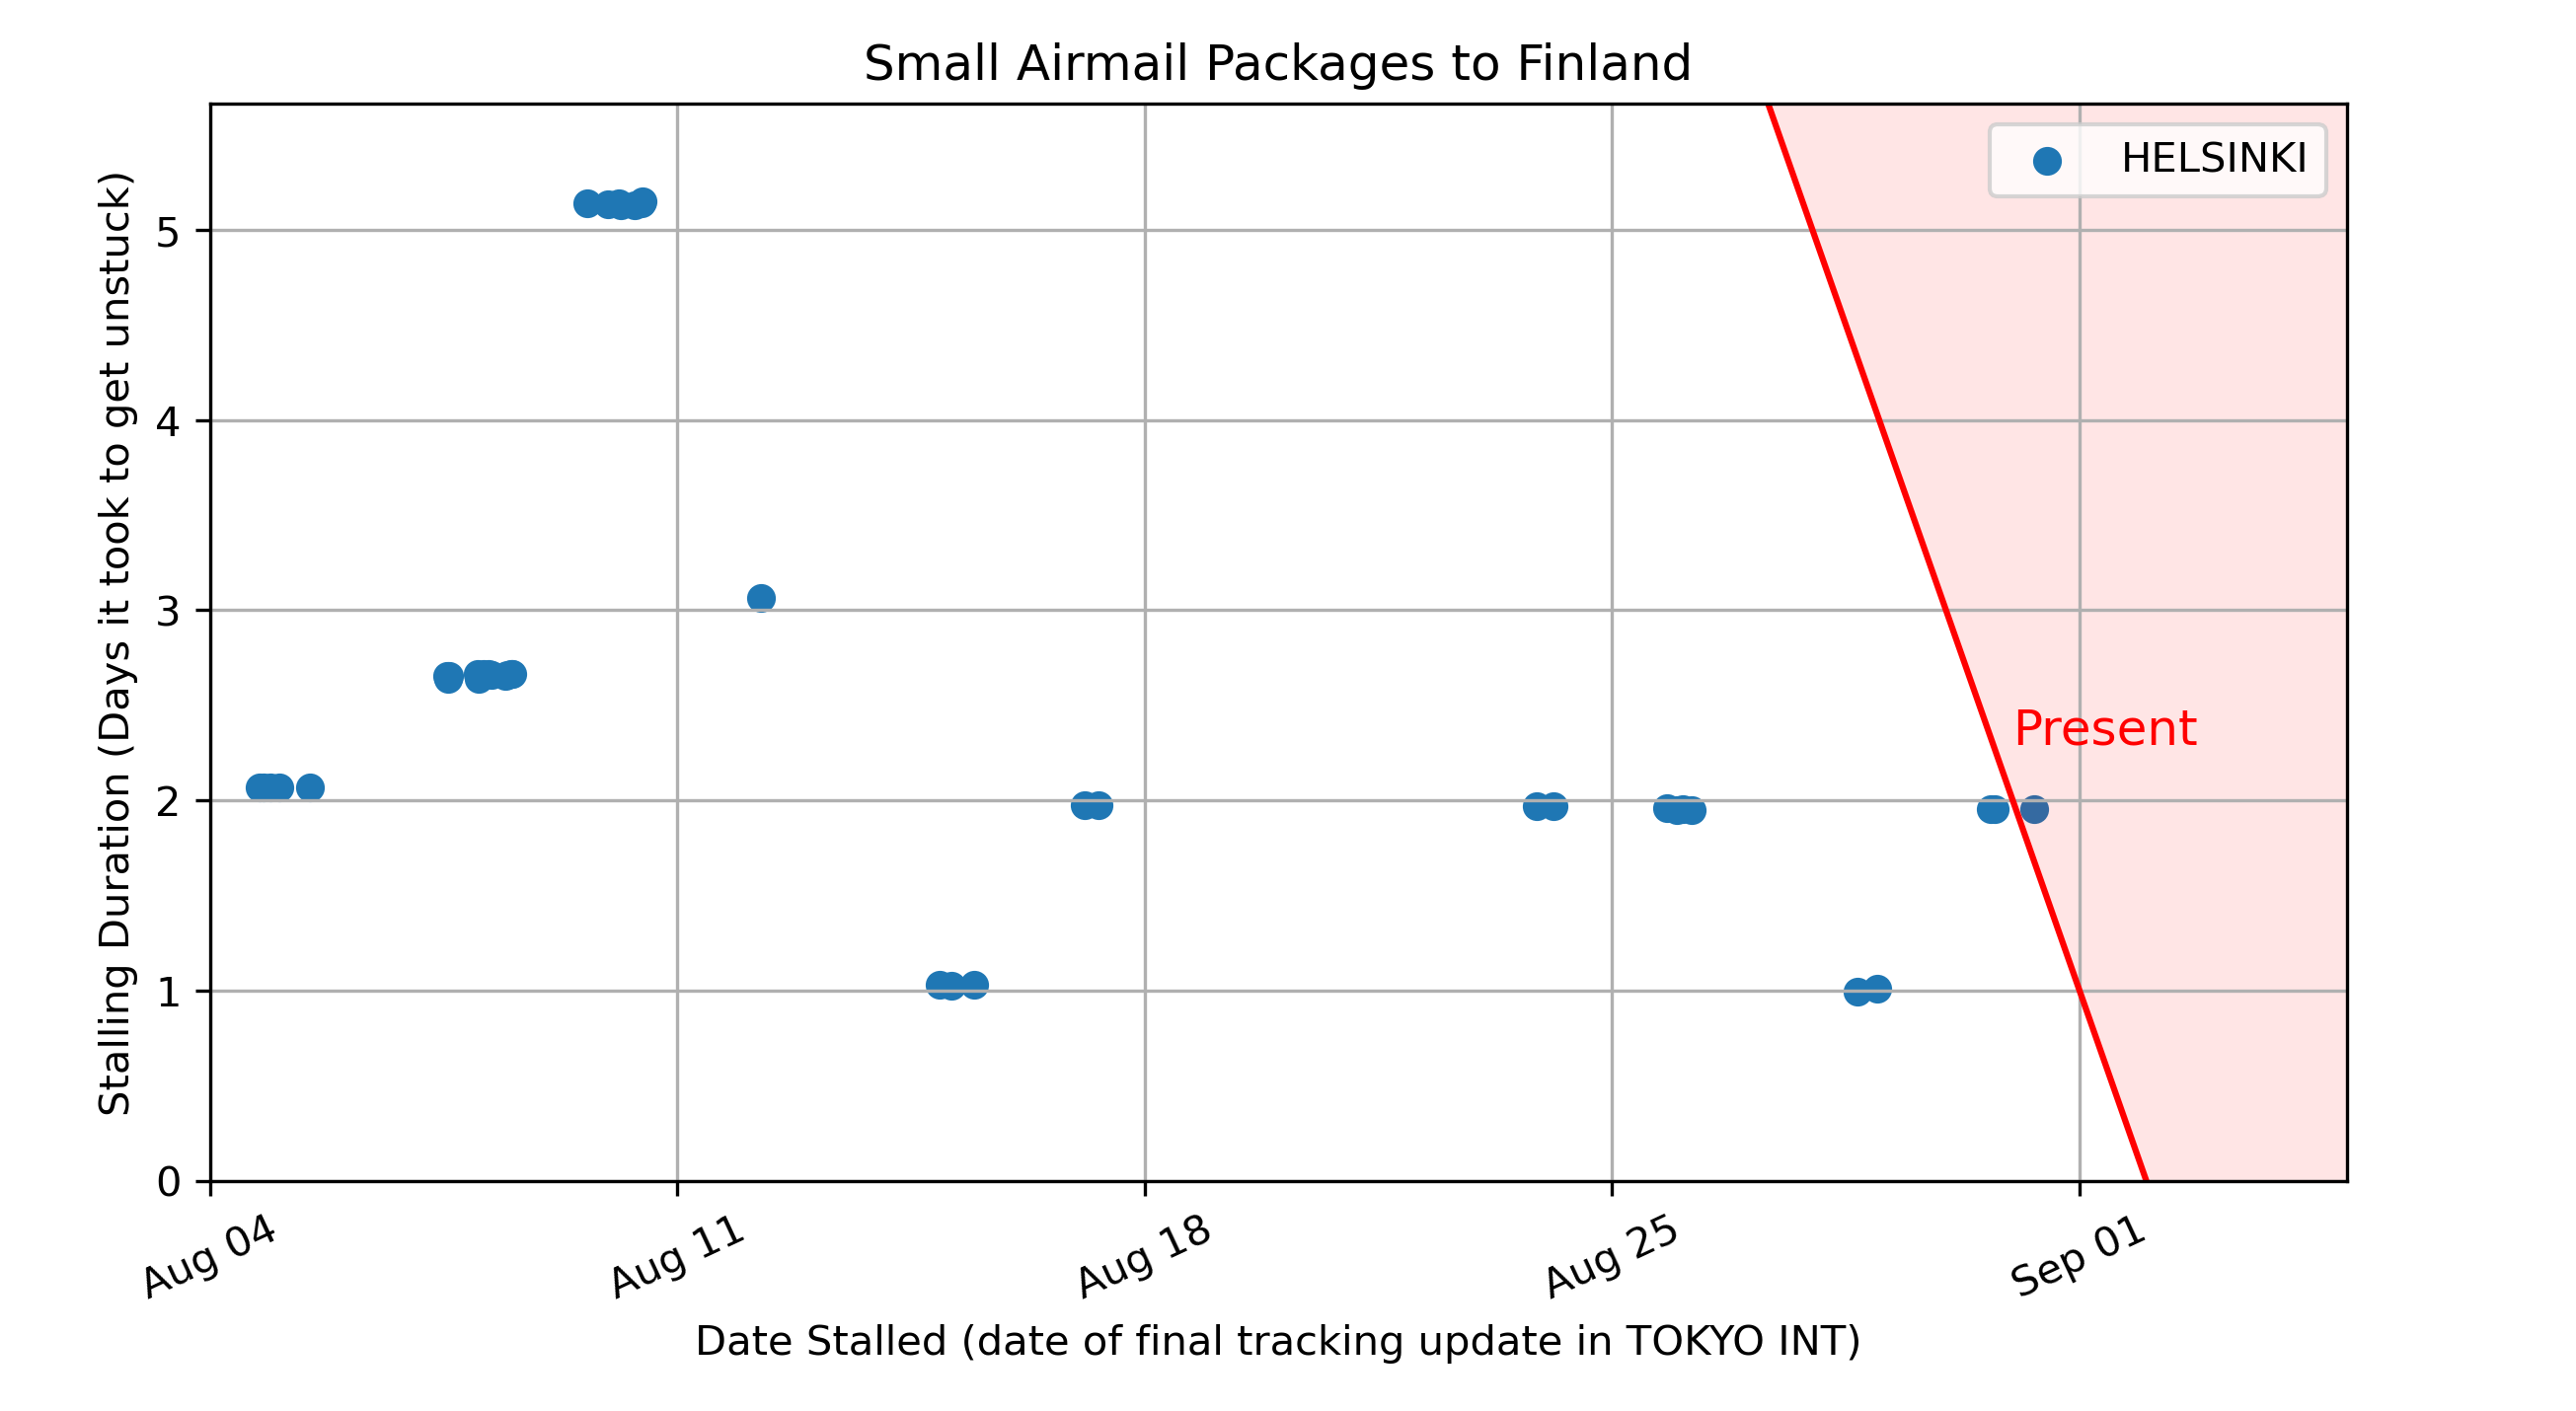 Small Airmail Packages to Finland
HELSINKI
Stalling Duration (Days it took to get unstuck)
5
4
3
2
1
0
Present
Aug 04
Aug 11
Aug 18
Aug 25
Sep 01
Date Stalled (date of final tracking update in TOKYO INT)